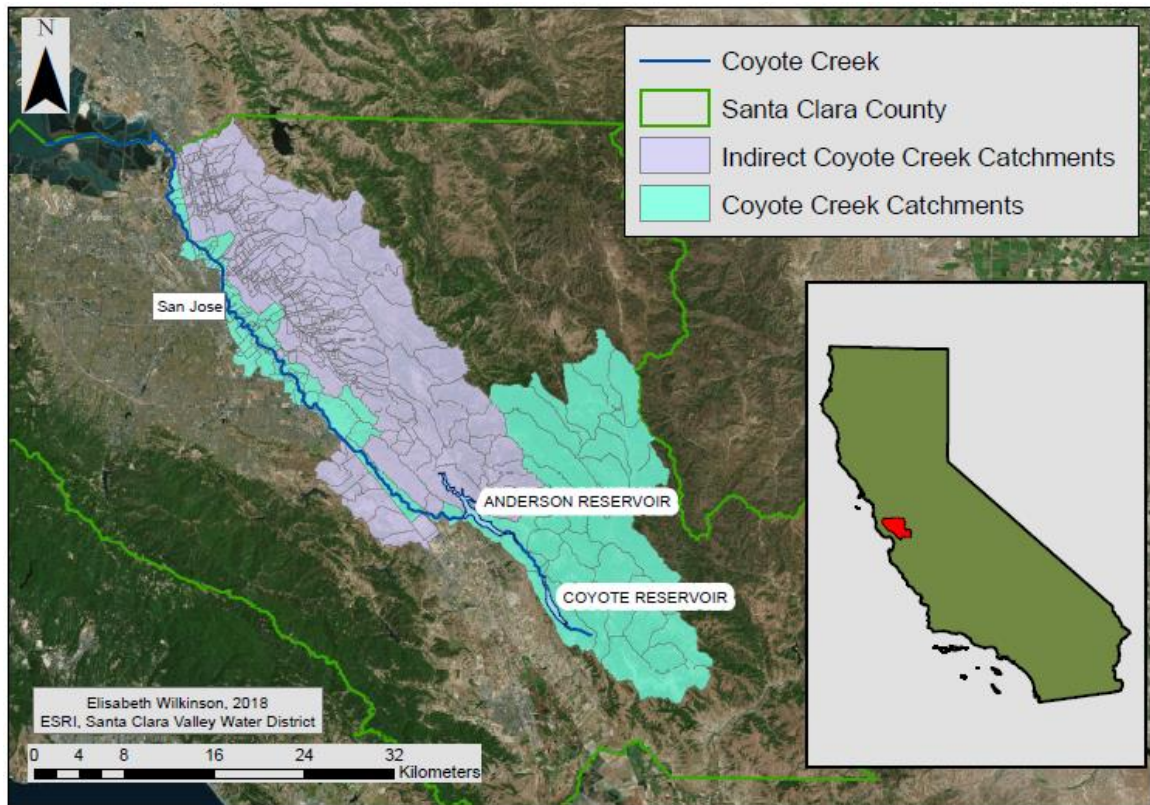 N
Coyote Creek
Santa Clara County
Indirect Coyote Creek Catchments
Coyote Creek Catchments
San Jose
ANDERSON RESERVOIR
COYOTE RESERVOIR
Elisabeth Wilkinson, 2018
ESRI, Santa Clara Valley Water District
0 4 8 16 24 32
Kilometers